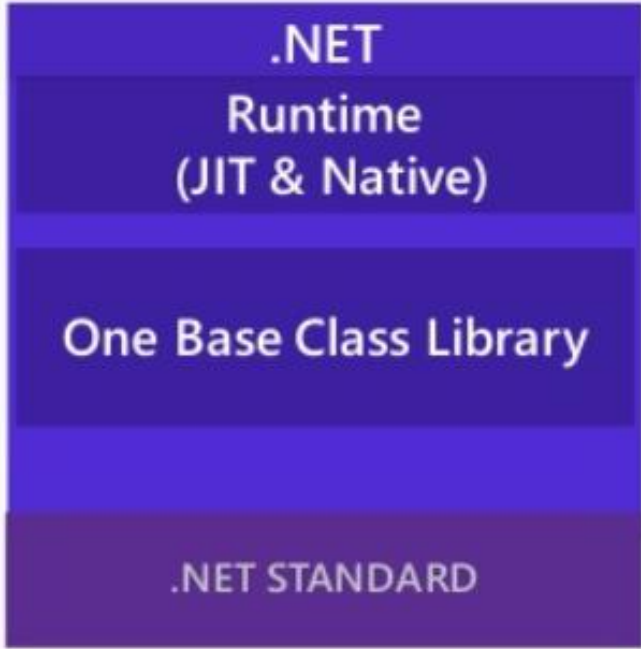 .NET
Runtime
(JIT & Native)
One Base Class Library
.NET STANDARD